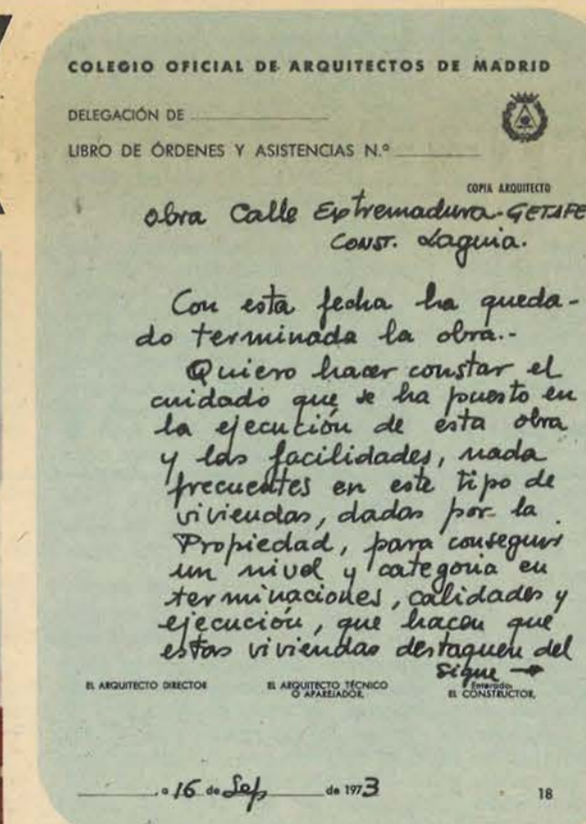 COLEGIO OFICIAL DE ARQUITECTOS DE MADRID
DELEGACIÓN DE
LIBRO DE ÓRDENES Y ASISTENCIAS N.º
COPIA ARQUITECTO
Obra Calle Extremadura-GETAFE
CONST. Laguia.
Con esta fecha ha queda-
do terminada la obra.-
Quiero hacer constar el
cuidado que se ha puesto en
la ejecución de esta obra
y las facilidades, nada
frecuentes en este tipo de
viviendas, dadas por la
Propiedad, para conseguir
un nivel y categoria en
terminaciones, calidades y
ejecución, que hacen que
estas viviendas destaquen del
Sigue →
EL ARQUITECTO DIRECTOR
EL ARQUITECTO TÉCNICO
O APAREJADOR,
Enterado:
EL CONSTRUCTOR,
, a 16 de Sep de 1973
18